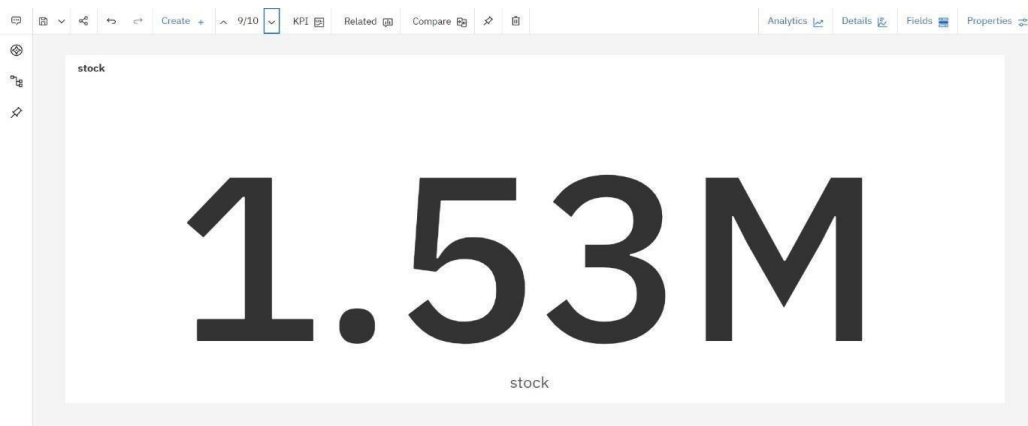 Create + 9/10 KPI Related Compare Analytics Details Fields Properties
stock
1.53M
stock